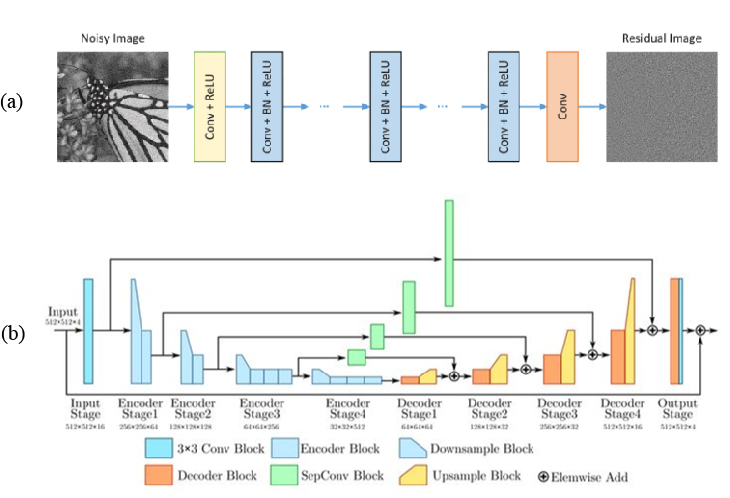 Noisy Image
Residual Image
(a)
Conv + ReLU
Conv + BN + ReLU
...
Conv + BN + ReLU
...
Conv + BN + ReLU
Conv
(b)
Input
512×512×4
Input Stage
512×512×16
Encoder Stage1
256×256×64
Encoder Stage2
128×128×128
Encoder Stage3
64×64×256
Encoder Stage4
32×32×512
Decoder Stage1
64×64×64
Decoder Stage2
128×128×32
Decoder Stage3
256×256×32
Decoder Stage4
512×512×16
Output Stage
512×512×4
3×3 Conv Block
Encoder Block
Downsample Block
Decoder Block
SepConv Block
Upsample Block
Elemwise Add